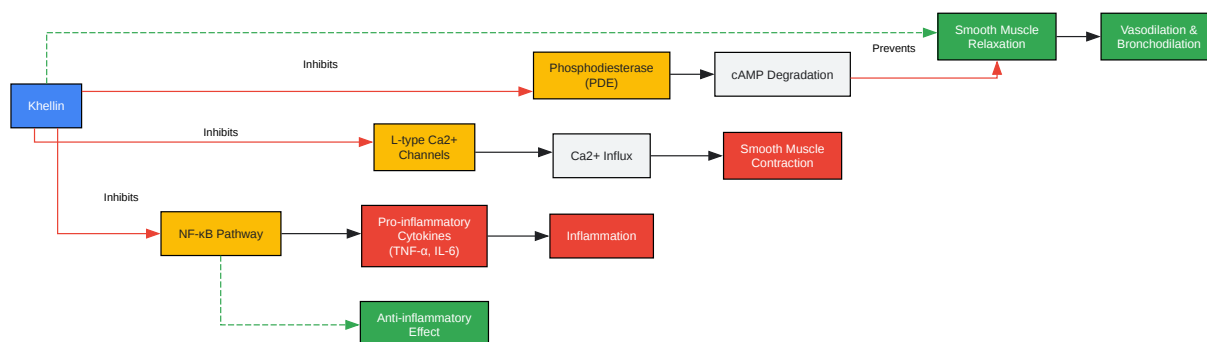 Smooth Muscle
Relaxation
Vasodilation &
Bronchodilation
Prevents
Inhibits
Phosphodiesterase
(PDE)
cAMP Degradation
Khellin
Inhibits
L-type Ca2+
Channels
Ca2+ Influx
Smooth Muscle
Contraction
Inhibits
NF-κB Pathway
Pro-inflammatory
Cytokines
(TNF-α, IL-6)
Inflammation
Anti-inflammatory
Effect